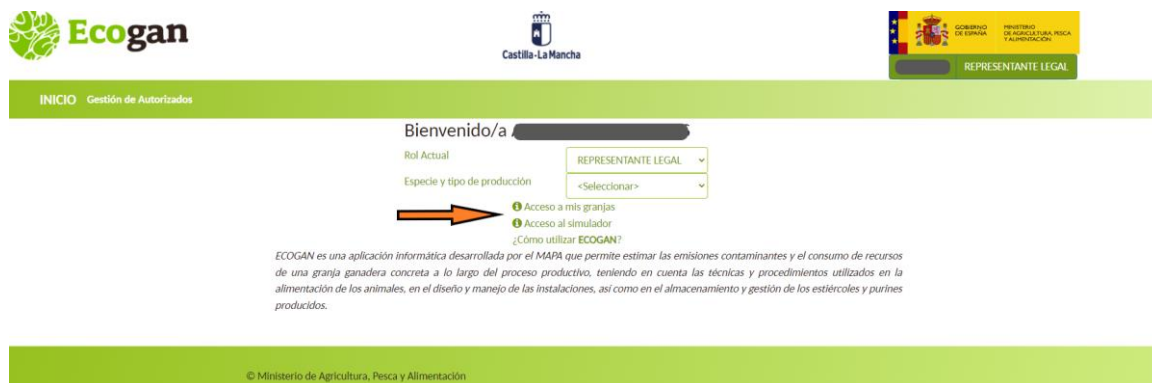 Ecogan
Castilla-La Mancha
GOBIERNO DE ESPAÑA
MINISTERIO DE AGRICULTURA, PESCA Y ALIMENTACIÓN
REPRESENTANTE LEGAL
INICIO Gestión de Autorizados
Bienvenido/a
Rol Actual REPRESENTANTE LEGAL
Especie y tipo de producción <Seleccionar>
Acceso a mis granjas
Acceso al simulador
¿Cómo utilizar ECOGAN?
ECOGAN es una aplicación informática desarrollada por el MAPA que permite estimar las emisiones contaminantes y el consumo de recursos
de una granja ganadera concreta a lo largo del proceso productivo, teniendo en cuenta las técnicas y procedimientos utilizados en la
alimentación de los animales, en el diseño y manejo de las instalaciones, así como en el almacenamiento y gestión de los estiércoles y purines
producidos.
© Ministerio de Agricultura, Pesca y Alimentación